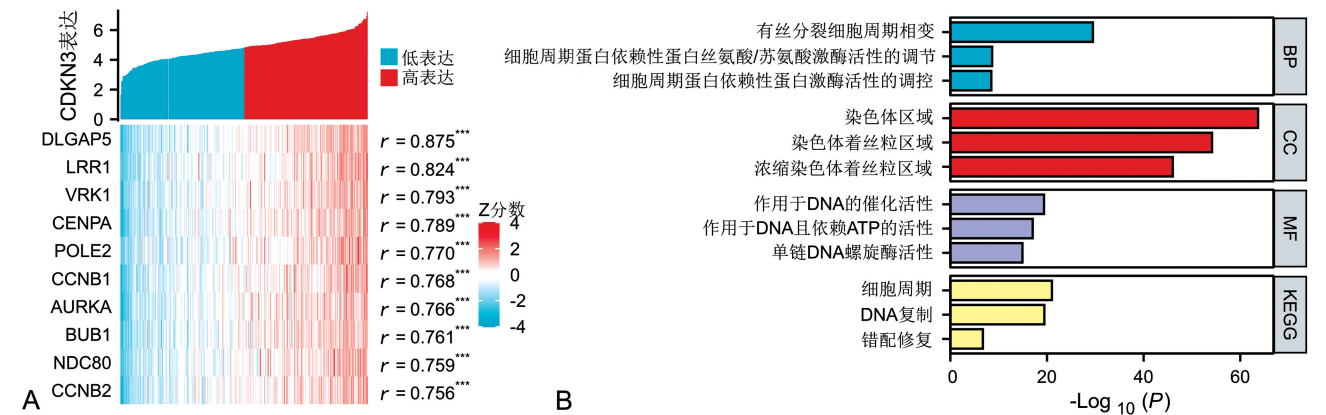 CDKN3表达
6
4
2
0
低表达
高表达
DLGAP5
r = 0.875***
LRR1
r = 0.824***
VRK1
r = 0.793***
CENPA
r = 0.789***
POLE2
r = 0.770***
CCNB1
r = 0.768***
AURKA
r = 0.766***
BUB1
r = 0.761***
NDC80
r = 0.759***
CCNB2
r = 0.756***
Z分数
4
2
0
-2
-4
A
有丝分裂细胞周期相变
细胞周期蛋白依赖性蛋白丝氨酸/苏氨酸激酶活性的调节
细胞周期蛋白依赖性蛋白激酶活性的调控
BP
染色体区域
染色体着丝粒区域
浓缩染色体着丝粒区域
CC
作用于DNA的催化活性
作用于DNA且依赖ATP的活性
单链DNA螺旋酶活性
MF
细胞周期
DNA复制
错配修复
KEGG
0 20 40 60
-Log 10 (P)
B